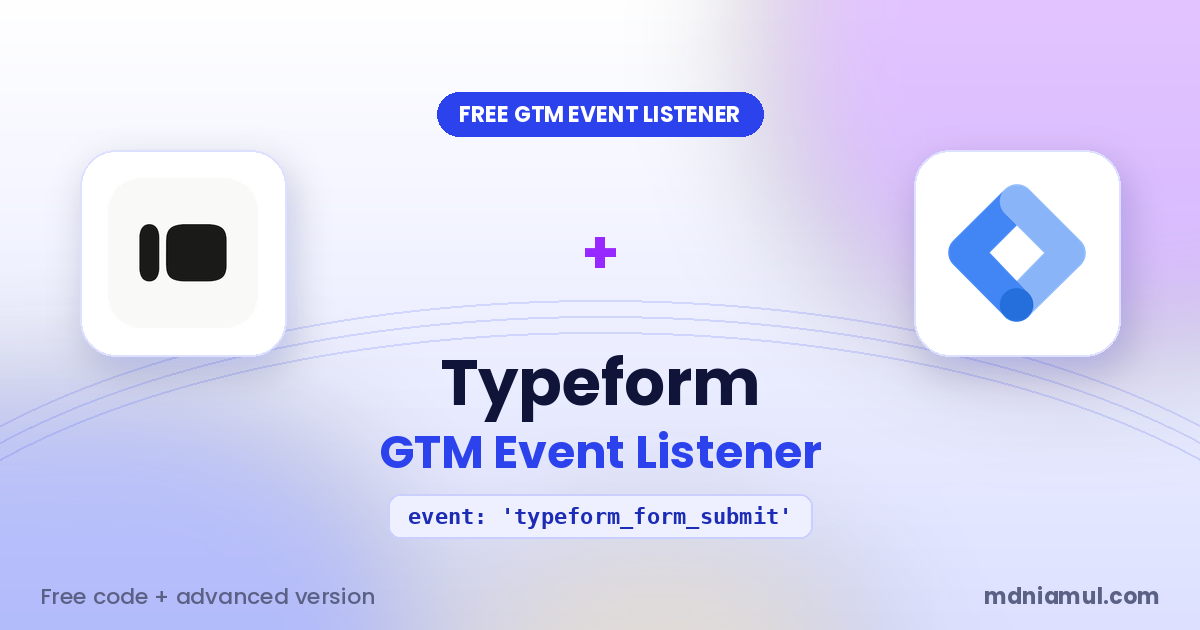 FREE GTM EVENT LISTENER
Typeform
GTM Event Listener
event: 'typeform_form_submit'
Free code + advanced version
mdniamul.com